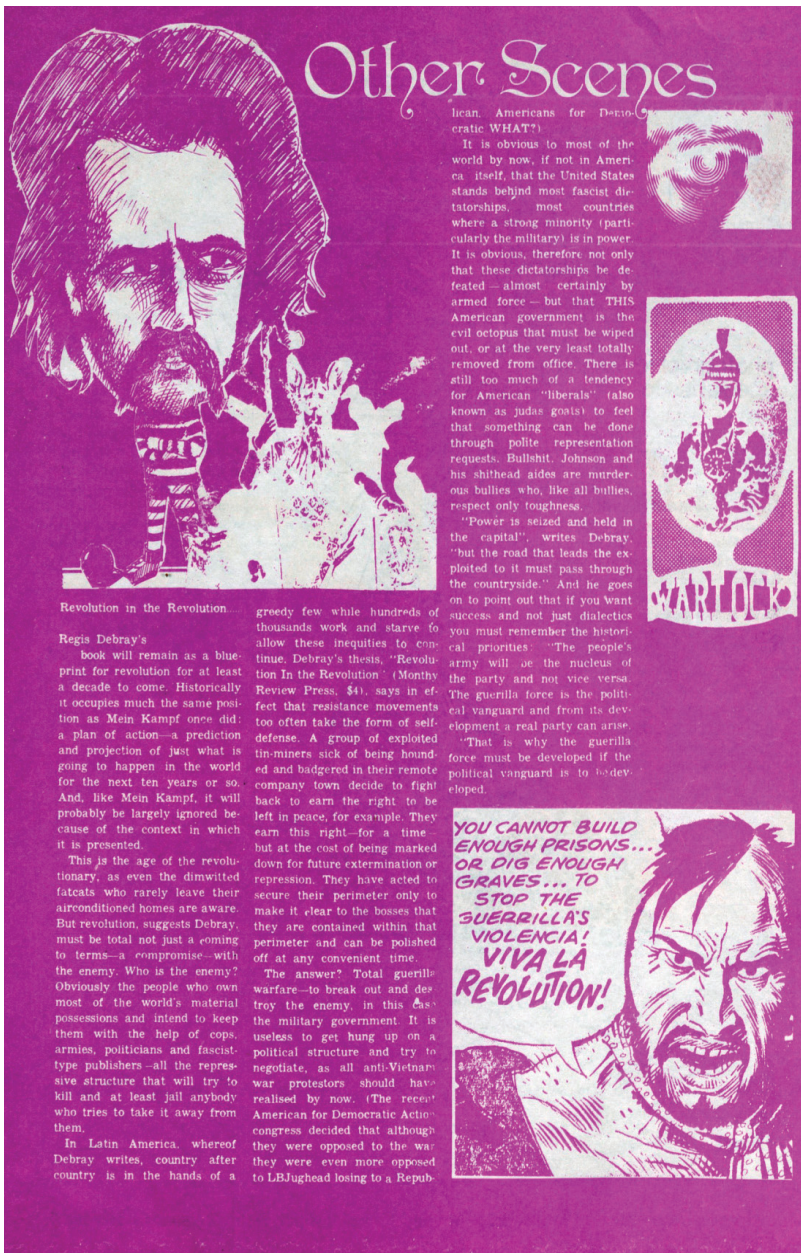 Other Scenes
Revolution in the Revolution.....
Regis Debray's
book will remain as a blue-
print for revolution for at least
a decade to come. Historically
it occupies much the same posi-
tion as Mein Kampf once did:
a plan of action—a prediction
and projection of just what is
going to happen in the world
for the next ten years or so.
And, like Mein Kampf, it will
probably be largely ignored be-
cause of the context in which
it is presented.
This is the age of the revolu-
tionary, as even the dimwitted
fatcats who rarely leave their
airconditioned homes are aware.
But revolution, suggests Debray,
must be total not just a coming
to terms—a compromise—with
the enemy. Who is the enemy?
Obviously the people who own
most of the world's material
possessions and intend to keep
them with the help of cops,
armies, politicians and fascist-
type publishers—all the repres-
sive structure that will try to
kill and at least jail anybody
who tries to take it away from
them.
In Latin America, whereof
Debray writes, country after
country is in the hands of a
greedy few while hundreds of
thousands work and starve to
allow these inequities to con-
tinue. Debray's thesis, "Revolu-
tion In the Revolution" (Monthy
Review Press, $4), says in ef-
fect that resistance movements
too often take the form of self-
defense. A group of exploited
tin-miners sick of being hound-
ed and badgered in their remote
company town decide to fight
back to earn the right to be
left in peace, for example. They
earn this right—for a time—
but at the cost of being marked
down for future extermination or
repression. They have acted to
secure their perimeter only to
make it clear to the bosses that
they are contained within that
perimeter and can be polished
off at any convenient time.
The answer? Total guerilla
warfare—to break out and des
troy the enemy, in this case
the military government. It is
useless to get hung up on a
political structure and try to
negotiate, as all anti-Vietnam
war protestors should have
realised by now. (The recent
American for Democratic Action
congress decided that although
they were opposed to the war
they were even more opposed
to LBJughead losing to a Repub-
lican. Americans for Demo-
cratic WHAT?)
It is obvious to most of the
world by now, if not in Ameri-
ca itself, that the United States
stands behind most fascist dic-
tatorships, most countries
where a strong minority (parti-
cularly the military) is in power.
It is obvious, therefore not only
that these dictatorships be de-
feated — almost certainly by
armed force — but that THIS
American government is the
evil octopus that must be wiped
out, or at the very least totally
removed from office. There is
still too much of a tendency
for American "liberals" (also
known as judas goats) to feel
that something can be done
through polite representation
requests. Bullshit. Johnson and
his shithead aides are murder-
ous bullies who, like all bullies,
respect only toughness.
"Power is seized and held in
the capital", writes Debray,
"but the road that leads the ex-
ploited to it must pass through
the countryside." And he goes
on to point out that if you want
success and not just dialectics
you must remember the histori-
cal priorities: "The people's
army will be the nucleus of
the party and not vice versa.
The guerilla force is the politi-
cal vanguard and from its dev-
elopment a real party can arise.
"That is why the guerilla
force must be developed if the
political vanguard is to be dev-
eloped.
WARLOCK
YOU CANNOT BUILD
ENOUGH PRISONS...
OR DIG ENOUGH
GRAVES... TO
STOP THE
GUERRILLA'S
VIOLENCIA!
VIVA LA
REVOLUTION!